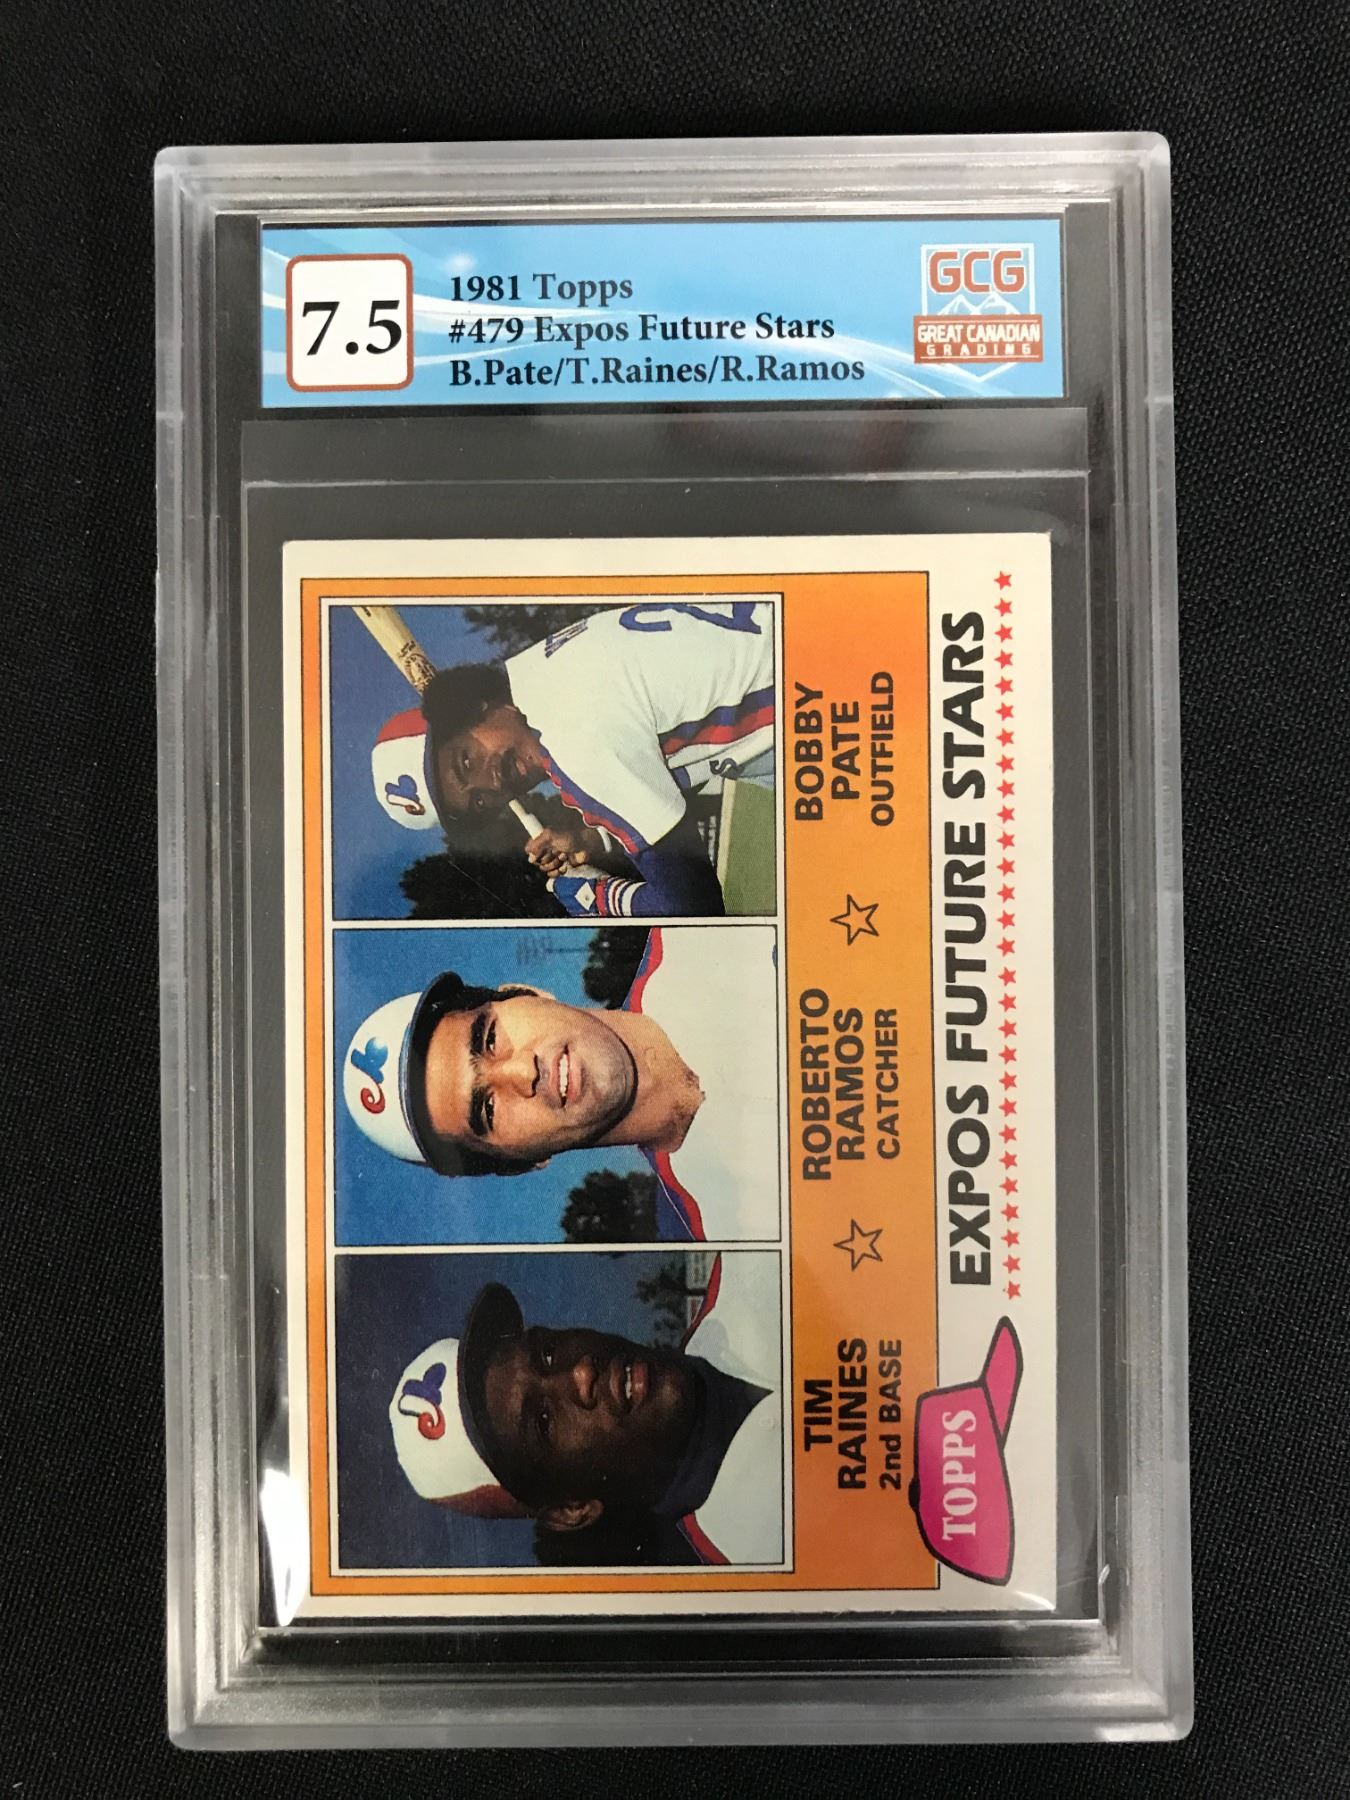 7.5
1981 Topps
#479 Expos Future Stars
B.Pate/T.Raines/R.Ramos
GCG
GREAT CANADIAN
GRADING
TIM
RAINES
2nd BASE
ROBERTO
RAMOS
CATCHER
BOBBY
PATE
OUTFIELD
TOPPS
EXPOS FUTURE STARS